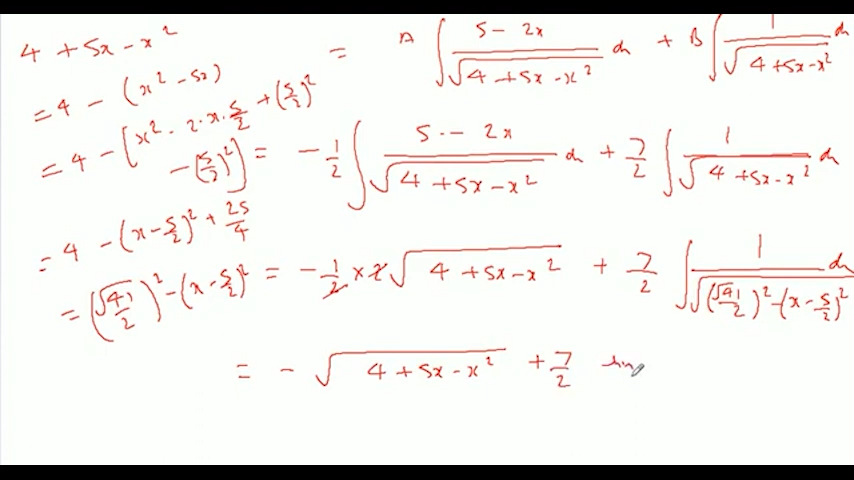 4 + 5x - x²
= 4 - (x² - 5x)
= 4 - [x² - 2·x·5/2 + (5/2)²
- (5/2)²]
= 4 - (x - 5/2)² + 25/4
= (√41/2)² - (x - 5/2)²
= A ∫ (5 - 2x)/√(4 + 5x - x²) dx + B ∫ 1/√(4 + 5x - x²) dx
= -1/2 ∫ (5 - 2x)/√(4 + 5x - x²) dx + 7/2 ∫ 1/√(4 + 5x - x²) dx
= -1/2 × 2 √(4 + 5x - x²) + 7/2 ∫ 1/√((√41/2)² - (x - 5/2)²) dx
= - √(4 + 5x - x²) + 7/2 sin